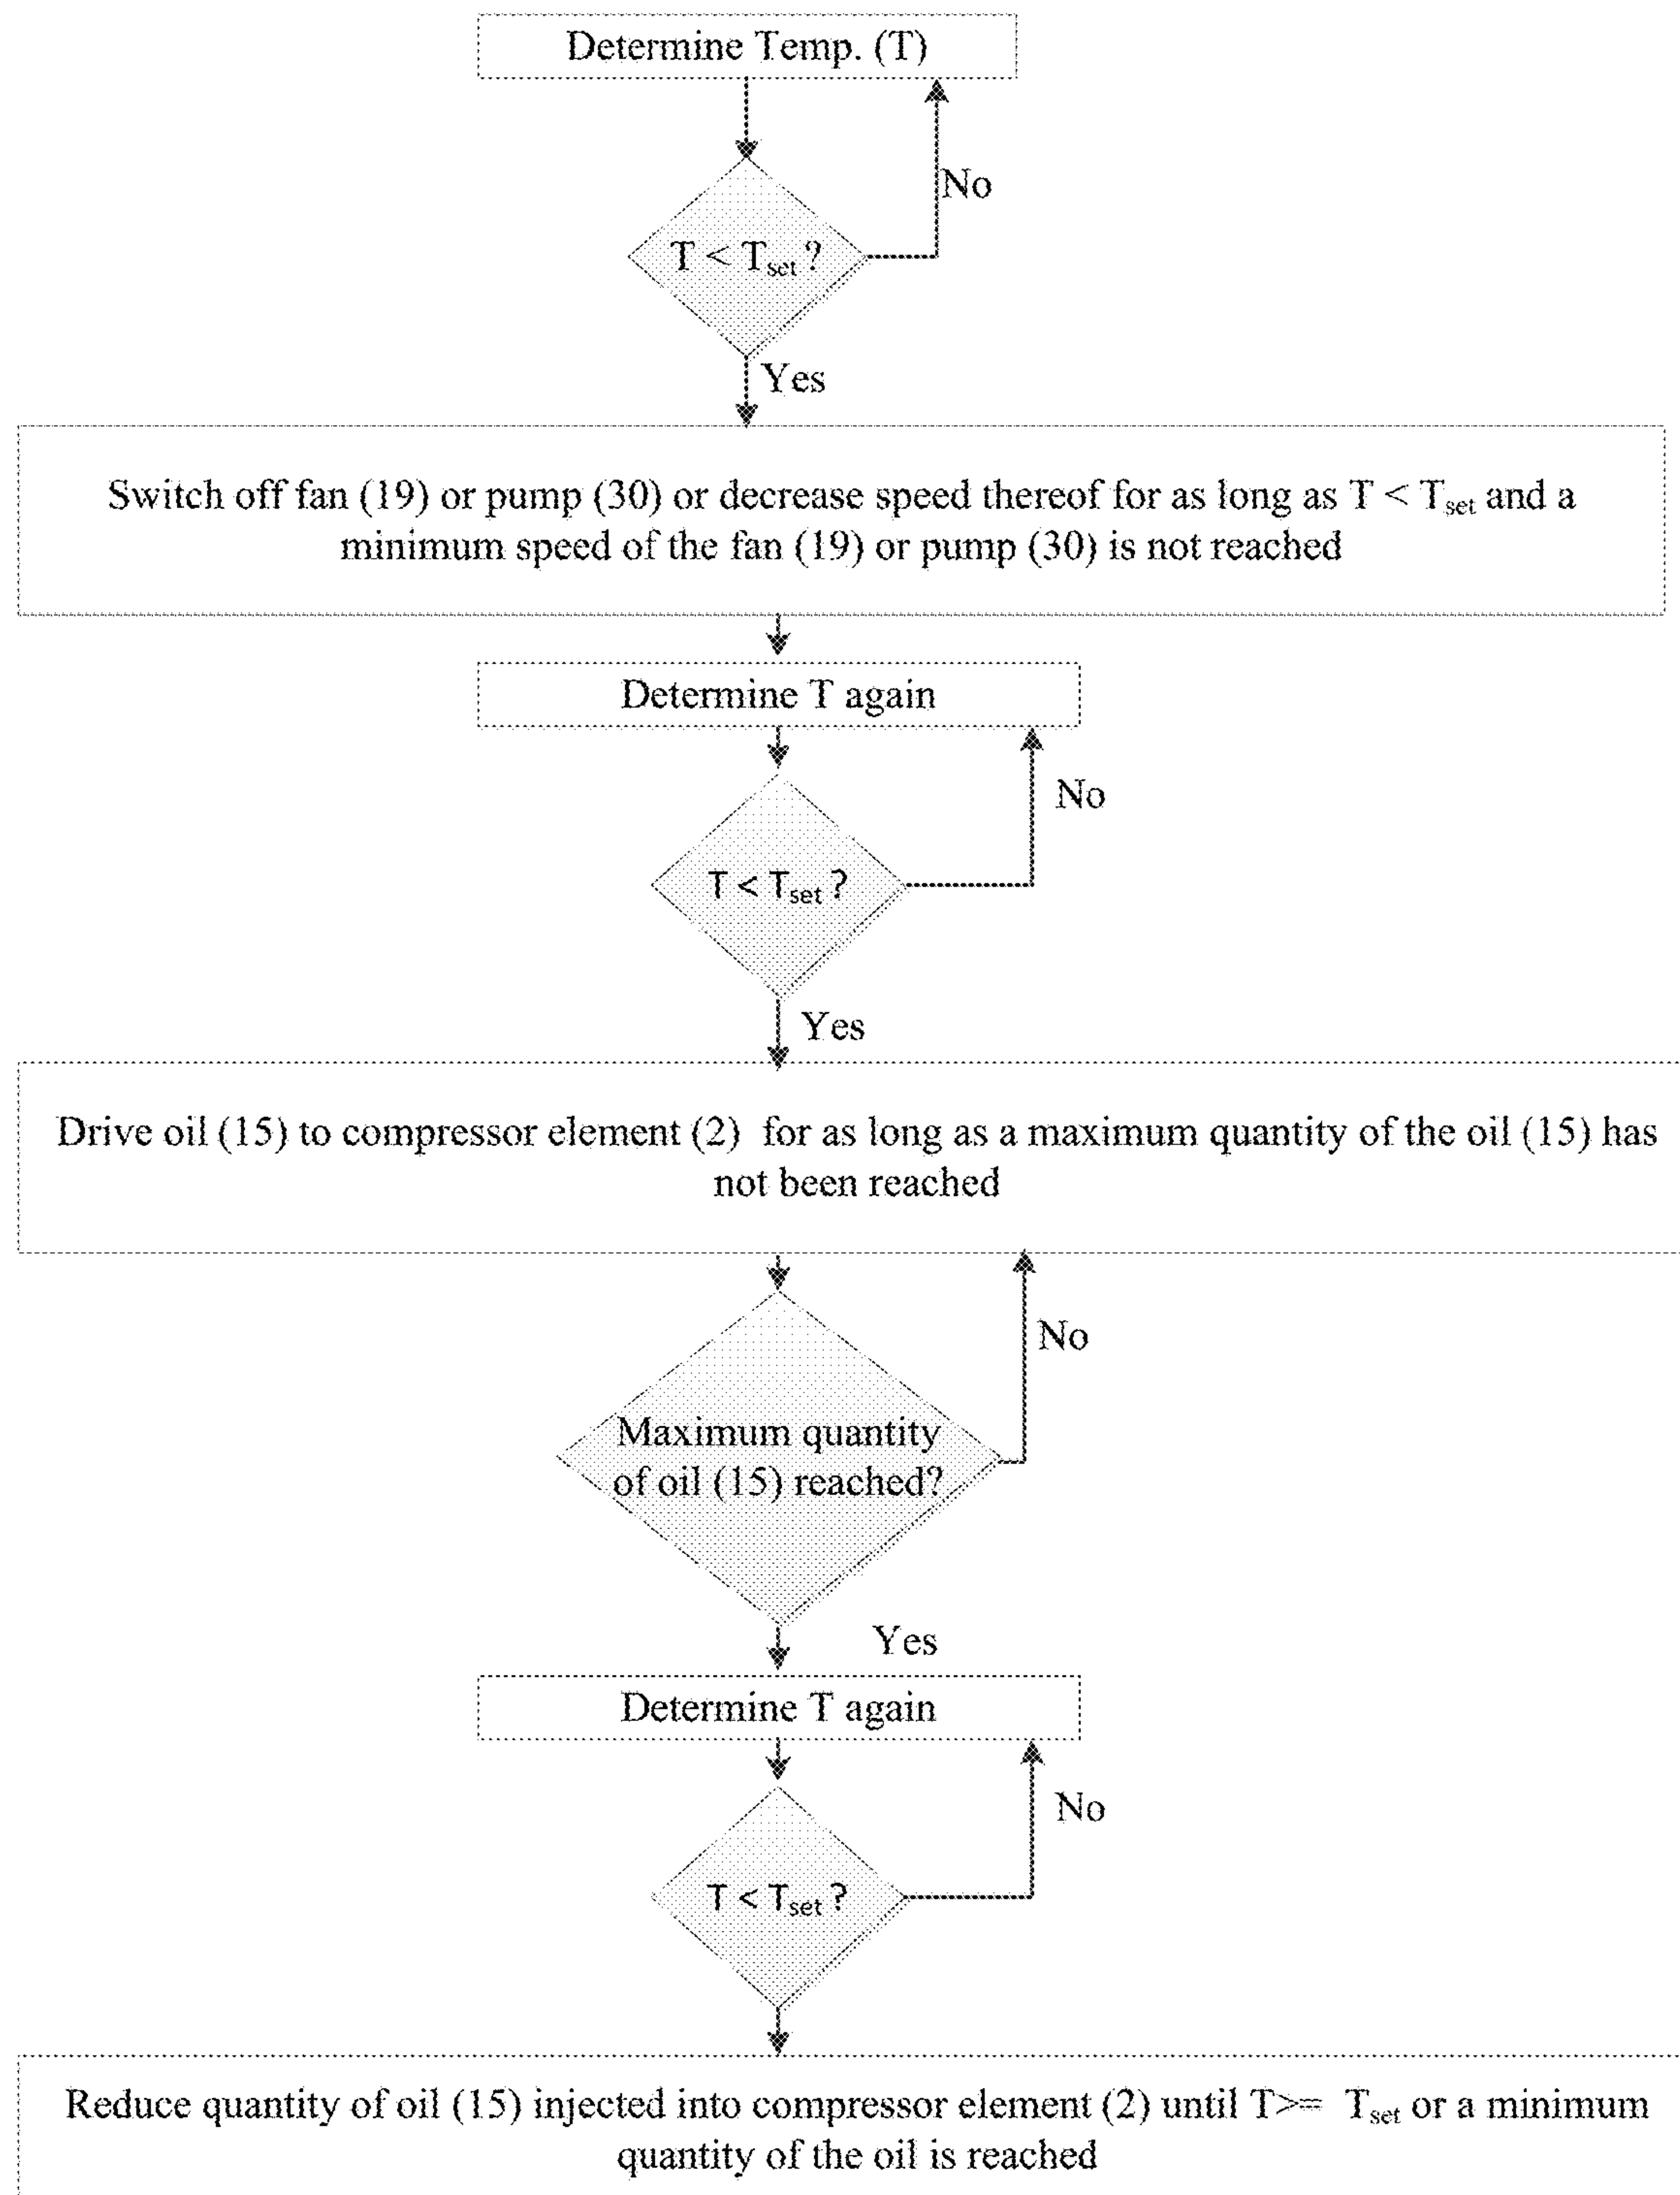 Determine Temp. (T)
No
T < Tset ?
Yes
Switch off fan (19) or pump (30) or decrease speed thereof for as long as T < Tset and a
minimum speed of the fan (19) or pump (30) is not reached
Determine T again
No
T < Tset ?
Yes
Drive oil (15) to compressor element (2) for as long as a maximum quantity of the oil (15) has
not been reached
No
Maximum quantity
of oil (15) reached?
Yes
Determine T again
No
T < Tset ?
Reduce quantity of oil (15) injected into compressor element (2) until T>= Tset or a minimum
quantity of the oil is reached